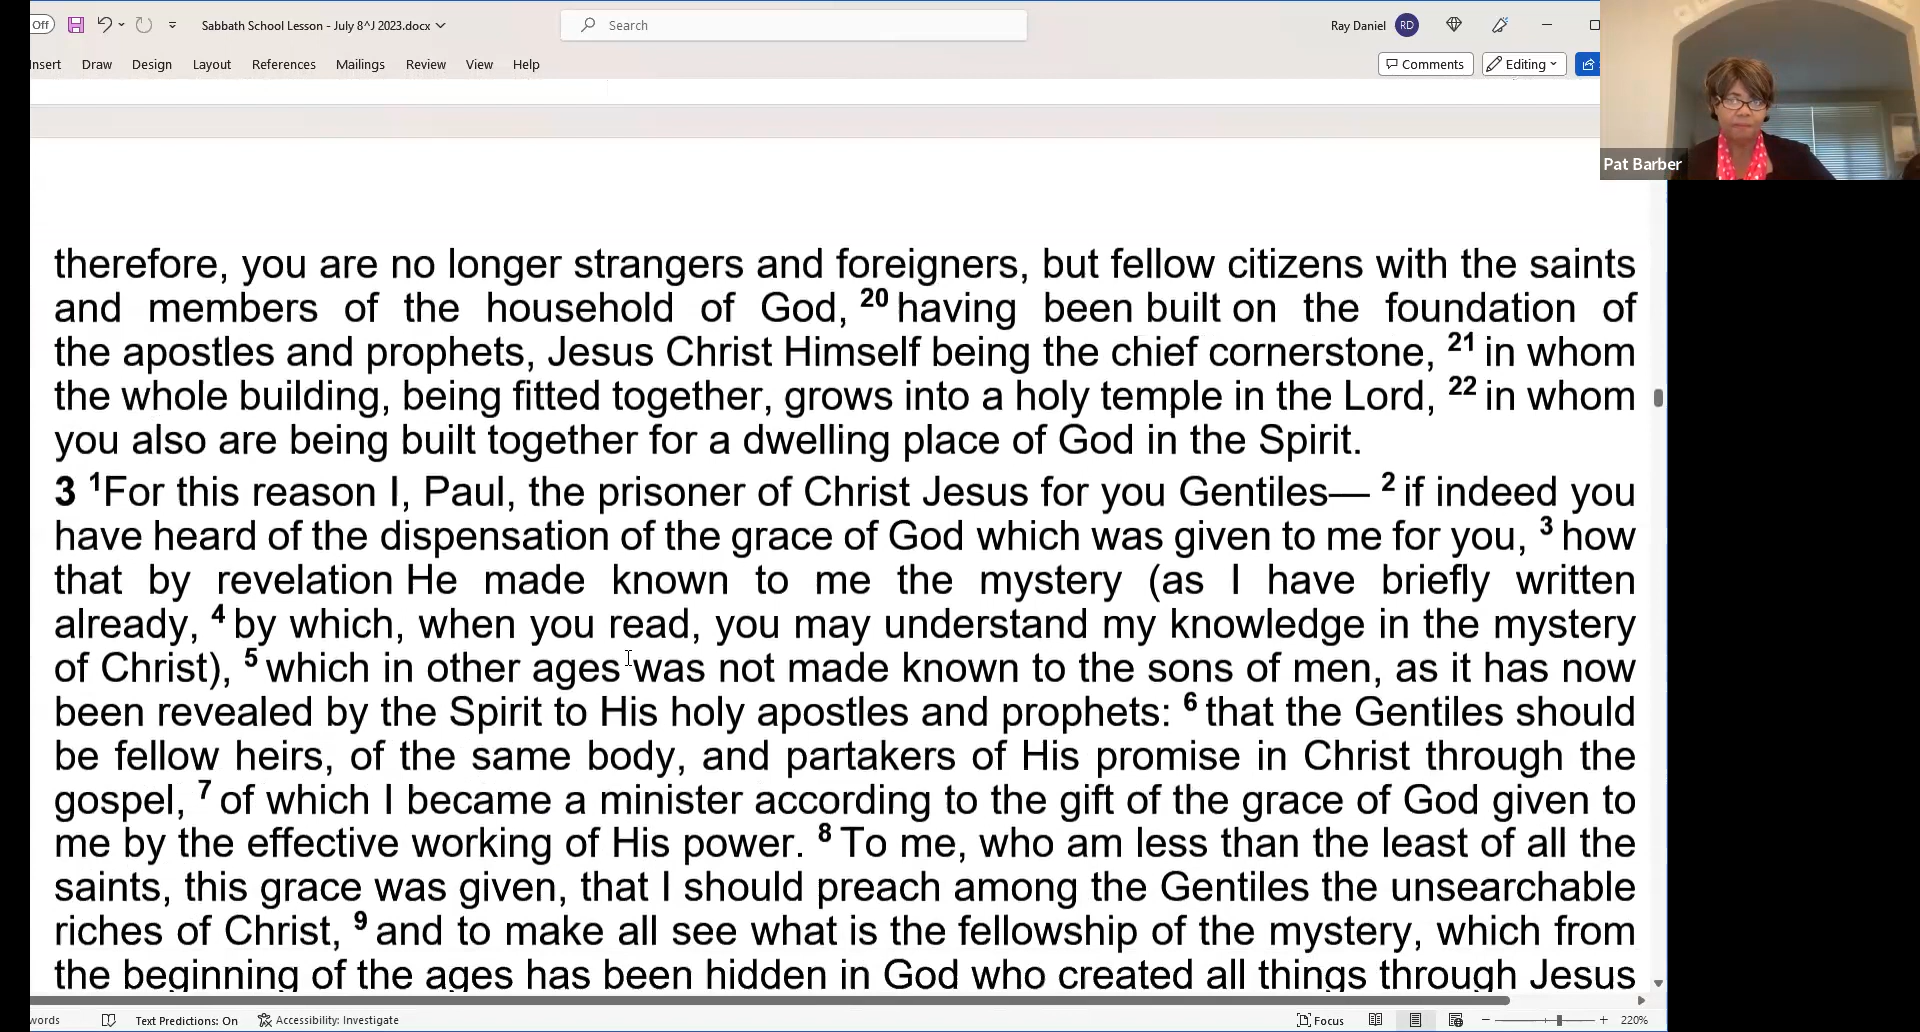 Off
Sabbath School Lesson - July 8^J 2023.docx
Search
Ray Daniel
RD
Insert Draw Design Layout References Mailings Review View Help
Comments
Editing
Pat Barber
therefore, you are no longer strangers and foreigners, but fellow citizens with the saints
and members of the household of God, 20 having been built on the foundation of
the apostles and prophets, Jesus Christ Himself being the chief cornerstone, 21 in whom
the whole building, being fitted together, grows into a holy temple in the Lord, 22 in whom
you also are being built together for a dwelling place of God in the Spirit.
3 1For this reason I, Paul, the prisoner of Christ Jesus for you Gentiles— 2 if indeed you
have heard of the dispensation of the grace of God which was given to me for you, 3 how
that by revelation He made known to me the mystery (as I have briefly written
already, 4 by which, when you read, you may understand my knowledge in the mystery
of Christ), 5 which in other ages was not made known to the sons of men, as it has now
been revealed by the Spirit to His holy apostles and prophets: 6 that the Gentiles should
be fellow heirs, of the same body, and partakers of His promise in Christ through the
gospel, 7 of which I became a minister according to the gift of the grace of God given to
me by the effective working of His power. 8 To me, who am less than the least of all the
saints, this grace was given, that I should preach among the Gentiles the unsearchable
riches of Christ, 9 and to make all see what is the fellowship of the mystery, which from
the beginning of the ages has been hidden in God who created all things through Jesus
words Text Predictions: On Accessibility: Investigate Focus 220%